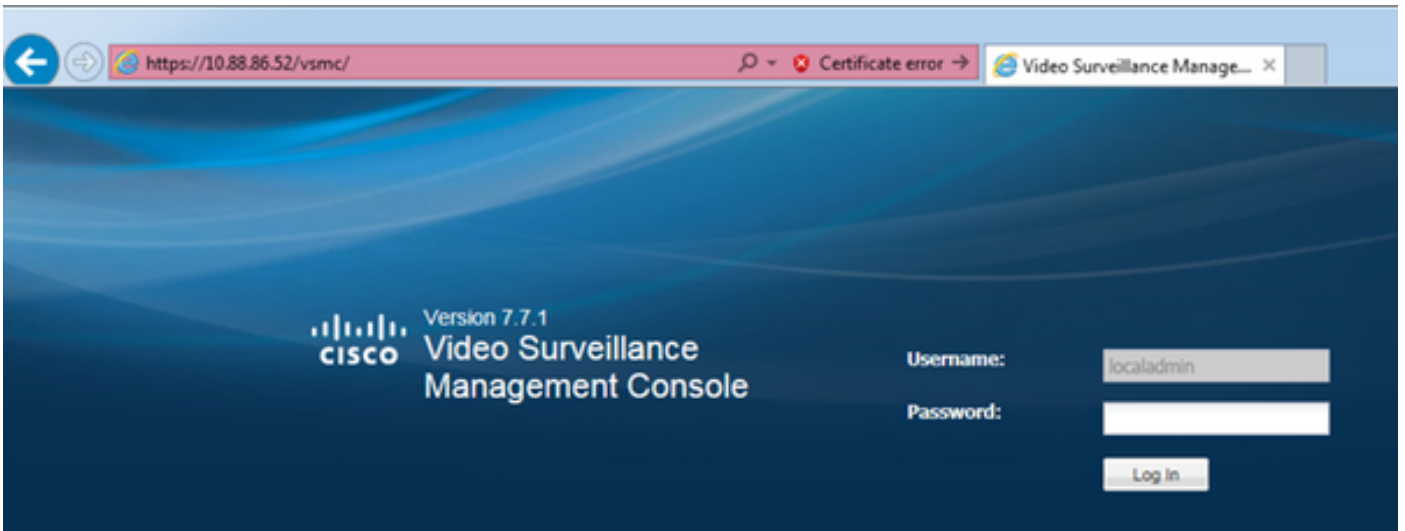 https://10.88.86.52/vsmc/
Certificate error
Video Surveillance Manage...
CISCO
Version 7.7.1
Video Surveillance
Management Console
Username:
localadmin
Password:
Log In